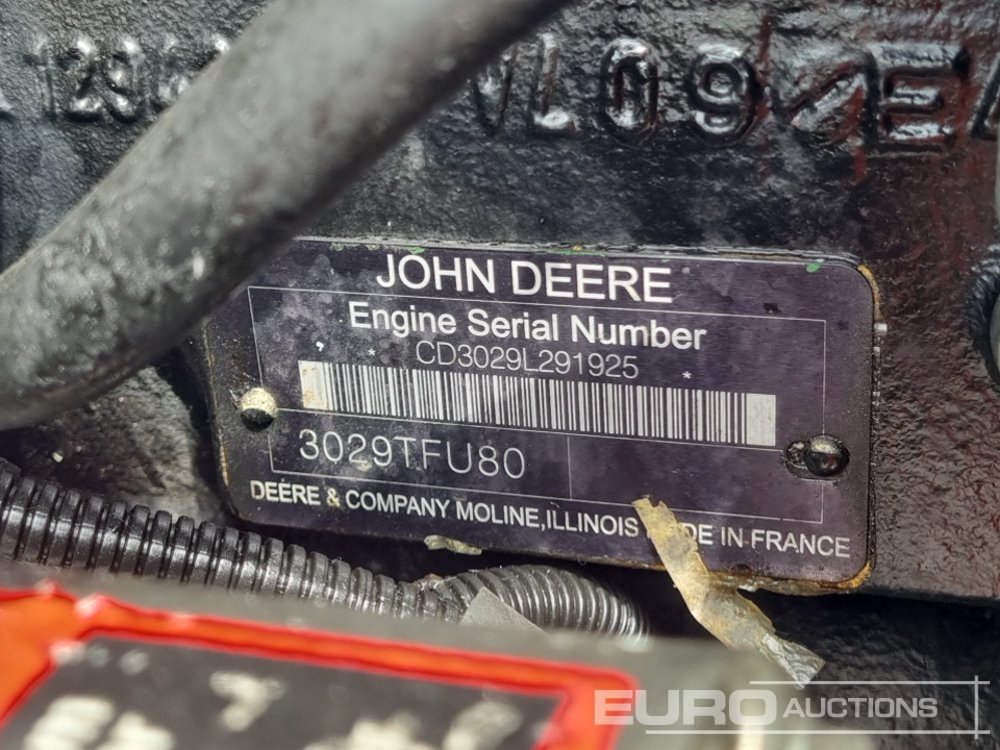 JOHN DEERE
Engine Serial Number
* CD3029L291925 *
3029TFU80
DEERE & COMPANY MOLINE, ILLINOIS DE IN FRANCE
EURO AUCTIONS